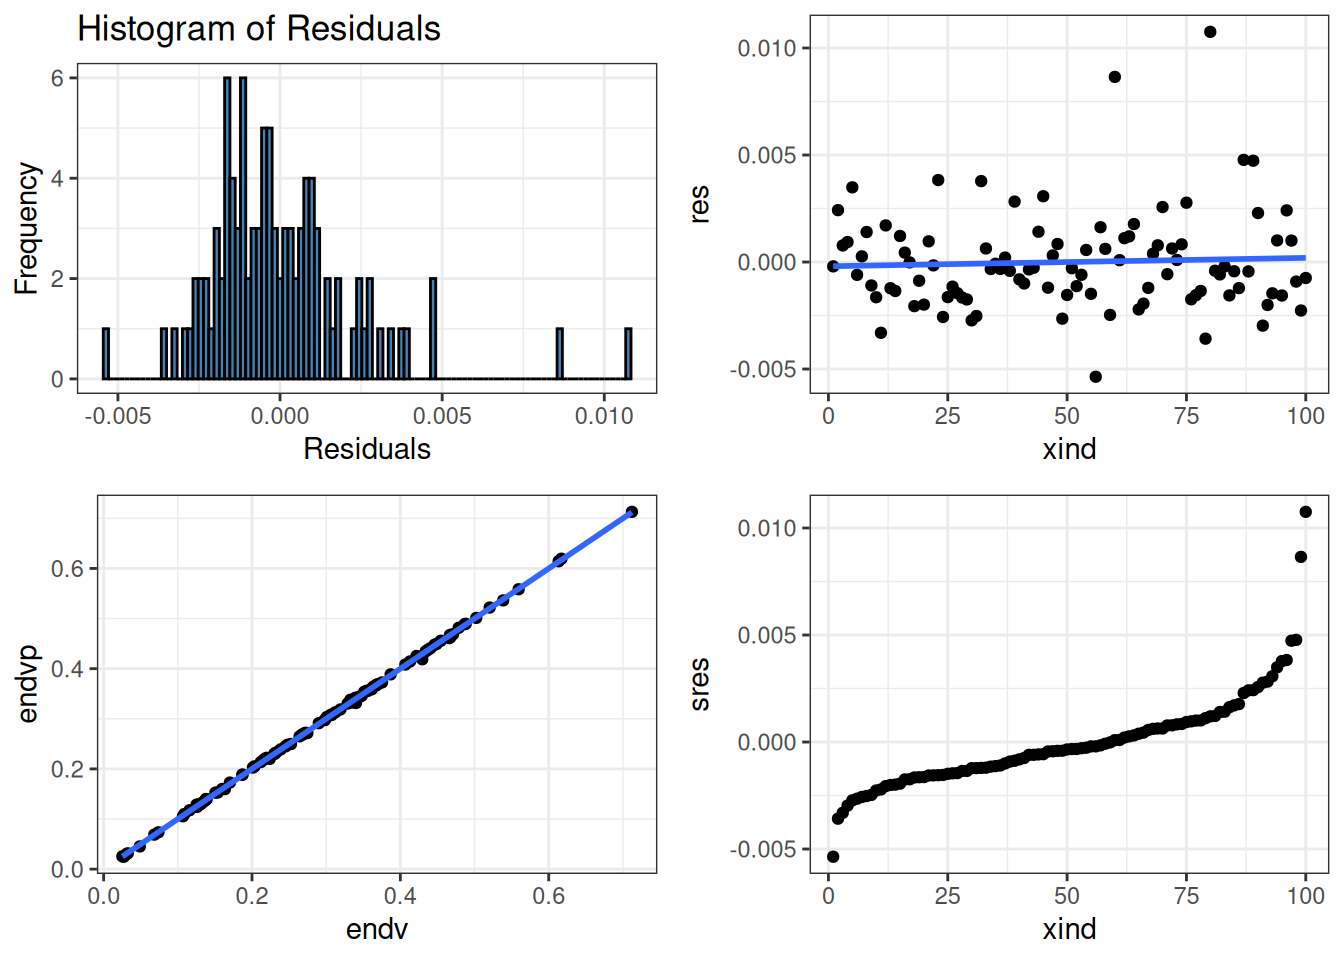 Histogram of Residuals
6
4
2
0
Frequency
-0.005 0.000 0.005 0.010
Residuals
0.010
0.005
0.000
-0.005
res
0 25 50 75 100
xind
0.6
0.4
0.2
0.0
endvp
0.0 0.2 0.4 0.6
endv
0.010
0.005
0.000
-0.005
sres
0 25 50 75 100
xind